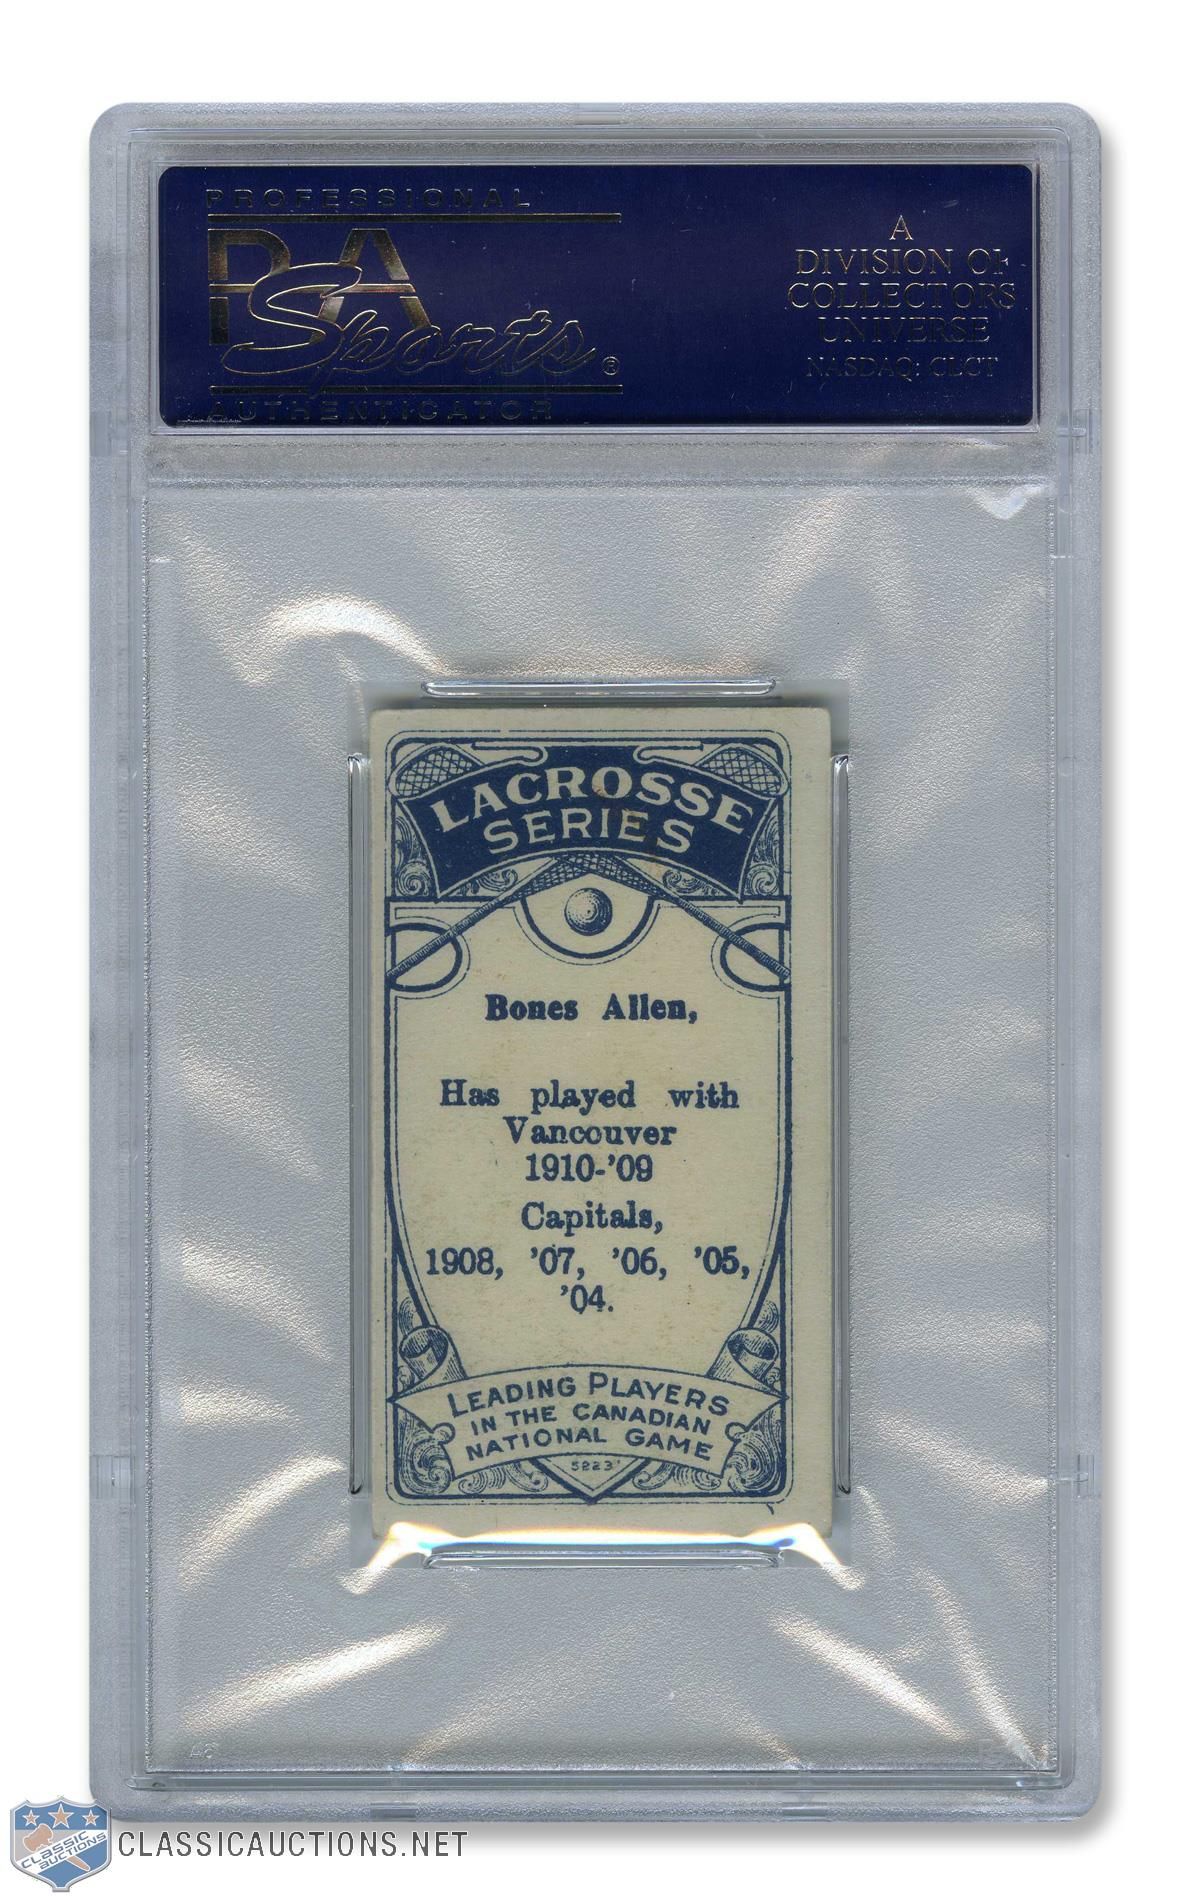 PROFESSIONAL
PSA
Sports®
AUTHENTICATOR
A
DIVISION OF
COLLECTORS
UNIVERSE
NASDAQ: CLCT
LACROSSE
SERIES
Bones Allen,
Has played with
Vancouver
1910-'09
Capitals,
1908, '07, '06, '05,
'04.
LEADING PLAYERS
IN THE CANADIAN
NATIONAL GAME
5223
46
CLASSIC
AUCTIONS
CLASSICAUCTIONS.NET